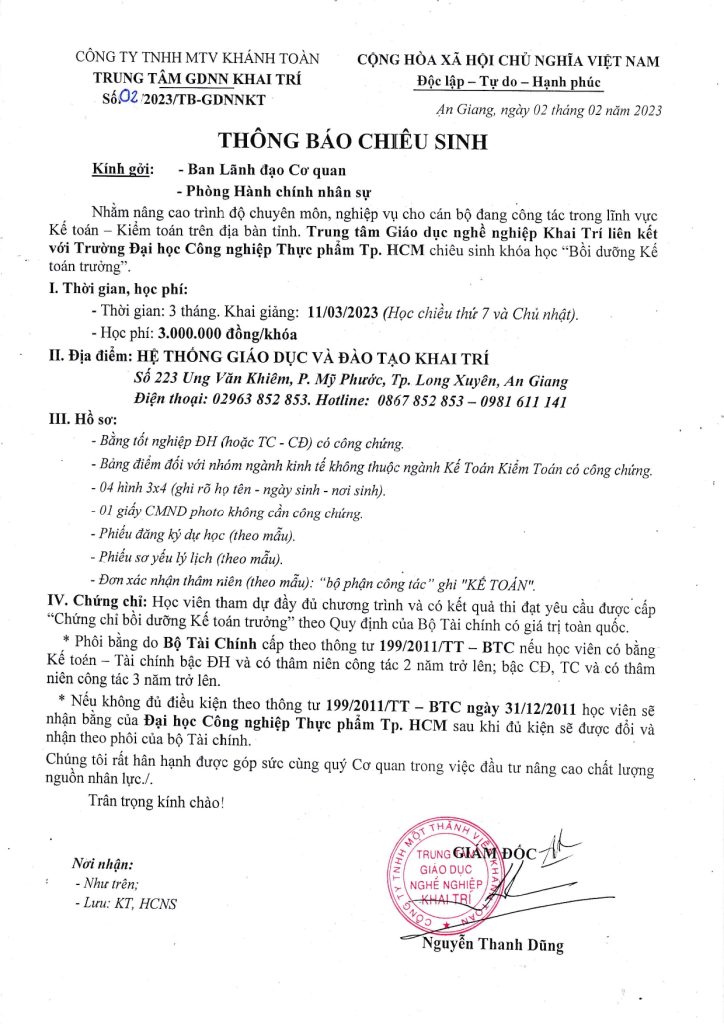 CÔNG TY TNHH MTV KHÁNH TOÀN
TRUNG TÂM GDNN KHAI TRÍ
Số:02/2023/TB-GDNNKT
CỘNG HÒA XÃ HỘI CHỦ NGHĨA VIỆT NAM
Độc lập – Tự do – Hạnh phúc
An Giang, ngày 02 tháng 02 năm 2023
THÔNG BÁO CHIÊU SINH
Kính gởi: - Ban Lãnh đạo Cơ quan
- Phòng Hành chính nhân sự
Nhằm nâng cao trình độ chuyên môn, nghiệp vụ cho cán bộ đang công tác trong lĩnh vực
Kế toán – Kiểm toán trên địa bàn tỉnh. Trung tâm Giáo dục nghề nghiệp Khai Trí liên kết
với Trường Đại học Công nghiệp Thực phẩm Tp. HCM chiêu sinh khóa học “Bồi dưỡng Kế
toán trưởng”.
I. Thời gian, học phí:
- Thời gian: 3 tháng. Khai giảng: 11/03/2023 (Học chiều thứ 7 và Chủ nhật).
- Học phí: 3.000.000 đồng/khóa
II. Địa điểm: HỆ THỐNG GIÁO DỤC VÀ ĐÀO TẠO KHAI TRÍ
Số 223 Ung Văn Khiêm, P. Mỹ Phước, Tp. Long Xuyên, An Giang
Điện thoại: 02963 852 853. Hotline: 0867 852 853 – 0981 611 141
III. Hồ sơ:
- Bằng tốt nghiệp ĐH (hoặc TC - CĐ) có công chứng.
- Bảng điểm đối với nhóm ngành kinh tế không thuộc ngành Kế Toán Kiểm Toán có công chứng.
- 04 hình 3x4 (ghi rõ họ tên - ngày sinh - nơi sinh).
- 01 giấy CMND photo không cần công chứng.
- Phiếu đăng ký dự học (theo mẫu).
- Phiếu sơ yếu lý lịch (theo mẫu).
- Đơn xác nhận thâm niên (theo mẫu): “bộ phận công tác” ghi "KẾ TOÁN".
IV. Chứng chỉ: Học viên tham dự đầy đủ chương trình và có kết quả thi đạt yêu cầu được cấp
“Chứng chỉ bồi dưỡng Kế toán trưởng” theo Quy định của Bộ Tài chính có giá trị toàn quốc.
* Phôi bằng do Bộ Tài Chính cấp theo thông tư 199/2011/TT – BTC nếu học viên có bằng
Kế toán – Tài chính bậc ĐH và có thâm niên công tác 2 năm trở lên; bậc CĐ, TC và có thâm
niên công tác 3 năm trở lên.
* Nếu không đủ điều kiện theo thông tư 199/2011/TT – BTC ngày 31/12/2011 học viên sẽ
nhận bằng của Đại học Công nghiệp Thực phẩm Tp. HCM sau khi đủ kiện sẽ được đổi và
nhận theo phôi của bộ Tài chính.
Chúng tôi rất hân hạnh được góp sức cùng quý Cơ quan trong việc đầu tư nâng cao chất lượng
nguồn nhân lực./.
Trân trọng kính chào!
Nơi nhận:
- Như trên;
- Lưu: KT, HCNS
GIÁM ĐỐC
CÔNG TY TNHH MỘT THÀNH VIÊN KHÁNH TOÀN
TRUNG TÂM
GIÁO DỤC
NGHỀ NGHIỆP
KHAI TRÍ
Nguyễn Thanh Dũng